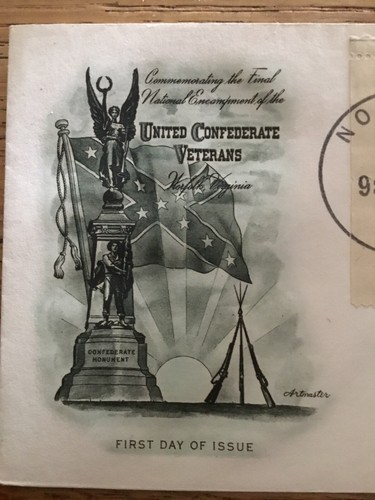 Commemorating the Final
National Encampment of the
UNITED CONFEDERATE
VETERANS
Norfolk, Virginia
CONFEDERATE
MONUMENT
Artmaster
FIRST DAY OF ISSUE
NO
9